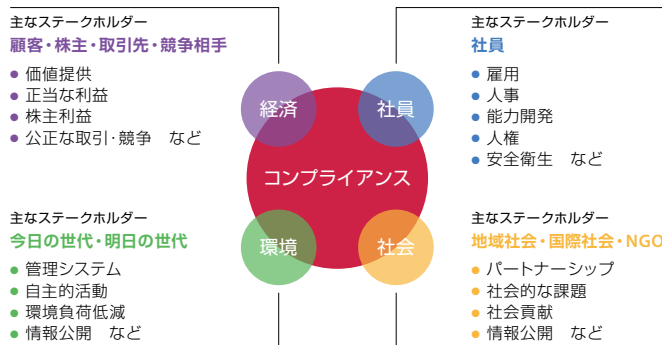 主なステークホルダー
顧客・株主・取引先・競争相手
● 価値提供
● 正当な利益
● 株主利益
● 公正な取引・競争　など
主なステークホルダー
社員
● 雇用
● 人事
● 能力開発
● 人権
● 安全衛生　など
経済
社員
コンプライアンス
環境
社会
主なステークホルダー
今日の世代・明日の世代
● 管理システム
● 自主的活動
● 環境負荷低減
● 情報公開　など
主なステークホルダー
地域社会・国際社会・NGO
● パートナーシップ
● 社会的な課題
● 社会貢献
● 情報公開　など